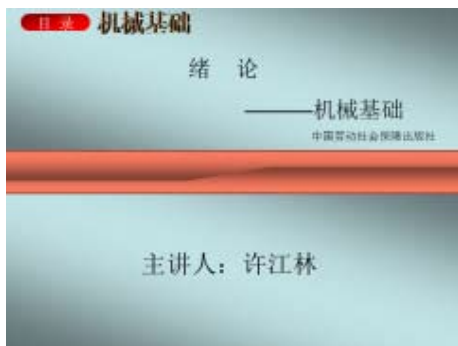 目录 机械基础
绪 论
———机械基础
中国劳动社会保障出版社
主讲人：许江林